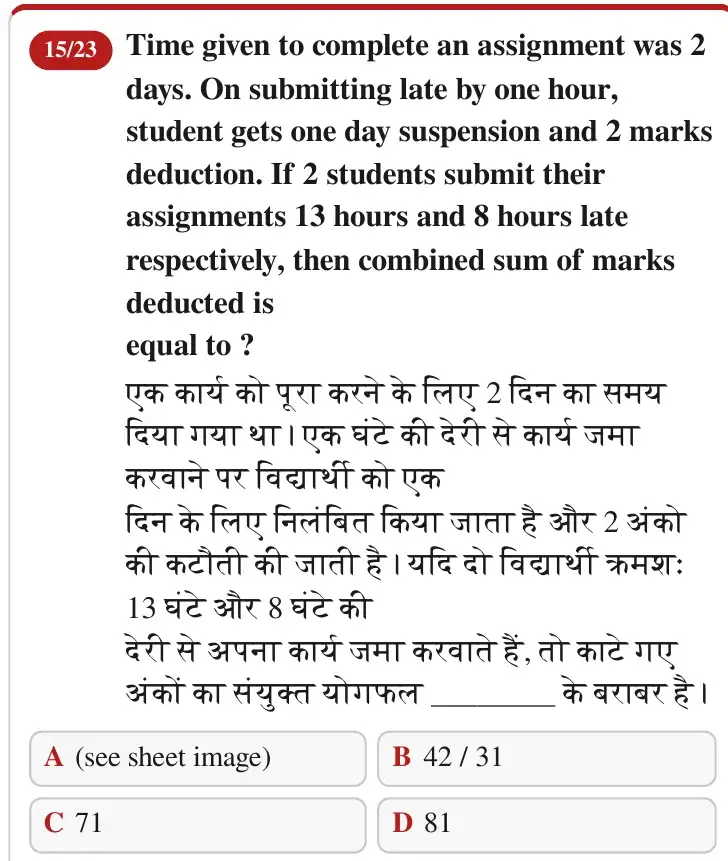 15/23 Time given to complete an assignment was 2
days. On submitting late by one hour,
student gets one day suspension and 2 marks
deduction. If 2 students submit their
assignments 13 hours and 8 hours late
respectively, then combined sum of marks
deducted is
equal to ?
एक कार्य को पूरा करने के लिए 2 दिन का समय
दिया गया था। एक घंटे की देरी से कार्य जमा
करवाने पर विद्यार्थी को एक
दिन के लिए निलंबित किया जाता है और 2 अंको
की कटौती की जाती है। यदि दो विद्यार्थी क्रमशः
13 घंटे और 8 घंटे की
देरी से अपना कार्य जमा करवाते हैं, तो काटे गए
अंकों का संयुक्त योगफल ________ के बराबर है।
A (see sheet image) B 42 / 31
C 71 D 81